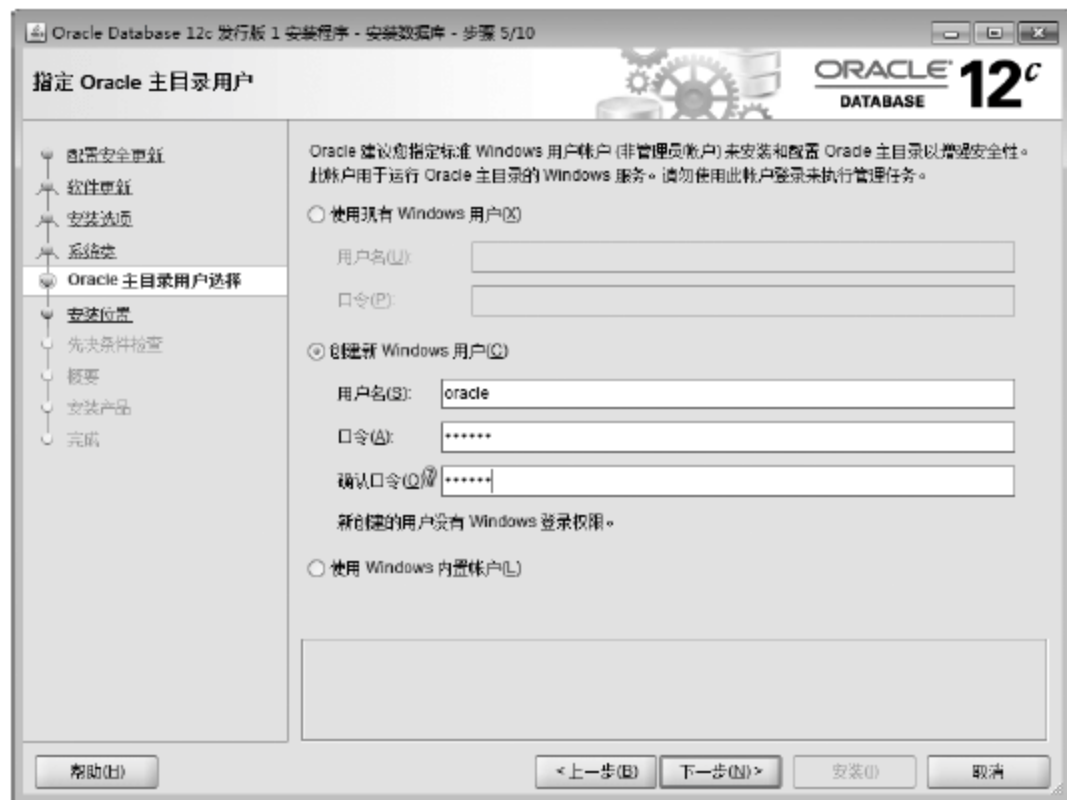 Oracle Database 12c 发行版 1 安装程序 - 安装数据库 - 步骤 5/10
指定 Oracle 主目录用户
ORACLE
DATABASE
12c
配置安全更新
软件更新
安装选项
系统类
Oracle 主目录用户选择
安装位置
先决条件检查
概要
安装产品
完成
Oracle 建议您指定标准 Windows 用户帐户 (非管理员帐户) 来安装和配置 Oracle 主目录以增强安全性。
此帐户用于运行 Oracle 主目录的 Windows 服务。请勿使用此帐户登录来执行管理任务。
使用现有 Windows 用户(X)
用户名(U):
口令(P):
创建新 Windows 用户(C)
用户名(S): oracle
口令(A): ••••••
确认口令(O) ••••••
新创建的用户没有 Windows 登录权限。
使用 Windows 内置帐户(L)
帮助(H)
<上一步(B)
下一步(N)>
安装(I)
取消